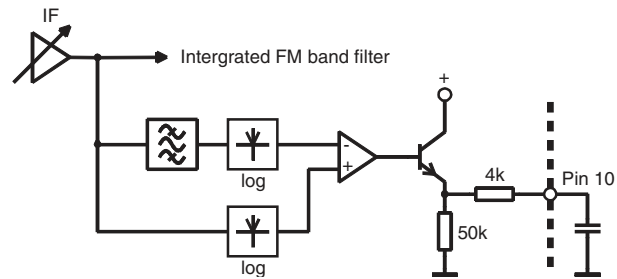 IF
Intergrated FM band filter
+
-
+
log
4k
Pin 10
50k
log